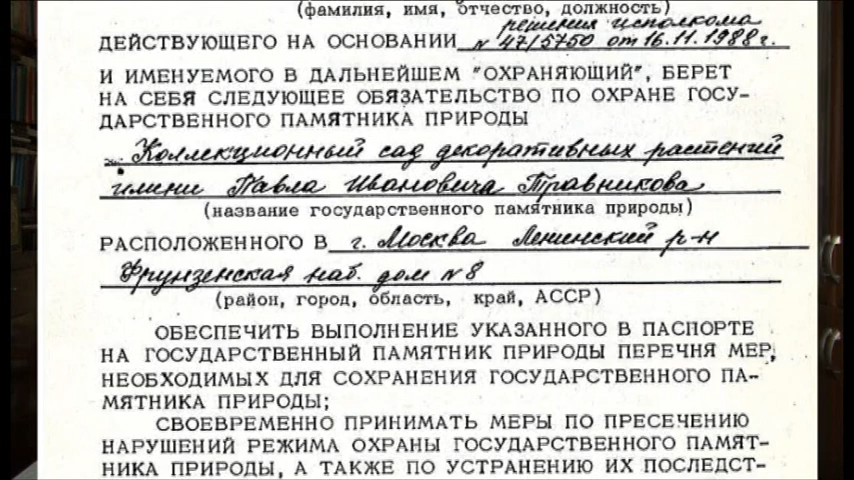 (фамилия, имя, отчество, должность)
решения исполкома
ДЕЙСТВУЮЩЕГО НА ОСНОВАНИИ № 47/5750 от 16.11.1988 г.
И ИМЕНУЕМОГО В ДАЛЬНЕЙШЕМ "ОХРАНЯЮЩИЙ", БЕРЕТ
НА СЕБЯ СЛЕДУЮЩЕЕ ОБЯЗАТЕЛЬСТВО ПО ОХРАНЕ ГОСУ-
ДАРСТВЕННОГО ПАМЯТНИКА ПРИРОДЫ
Коллекционный сад декоративных растений
имени Павла Ивановича Травникова
(название государственного памятника природы)
РАСПОЛОЖЕННОГО В г. Москва Ленинский р-н
Фрунзенская наб. дом № 8
(район, город, область, край, АССР)
ОБЕСПЕЧИТЬ ВЫПОЛНЕНИЕ УКАЗАННОГО В ПАСПОРТЕ
НА ГОСУДАРСТВЕННЫЙ ПАМЯТНИК ПРИРОДЫ ПЕРЕЧНЯ МЕР,
НЕОБХОДИМЫХ ДЛЯ СОХРАНЕНИЯ ГОСУДАРСТВЕННОГО ПА-
МЯТНИКА ПРИРОДЫ;
СВОЕВРЕМЕННО ПРИНИМАТЬ МЕРЫ ПО ПРЕСЕЧЕНИЮ
НАРУШЕНИЙ РЕЖИМА ОХРАНЫ ГОСУДАРСТВЕННОГО ПАМЯТ-
НИКА ПРИРОДЫ, А ТАКЖЕ ПО УСТРАНЕНИЮ ИХ ПОСЛЕДСТ-